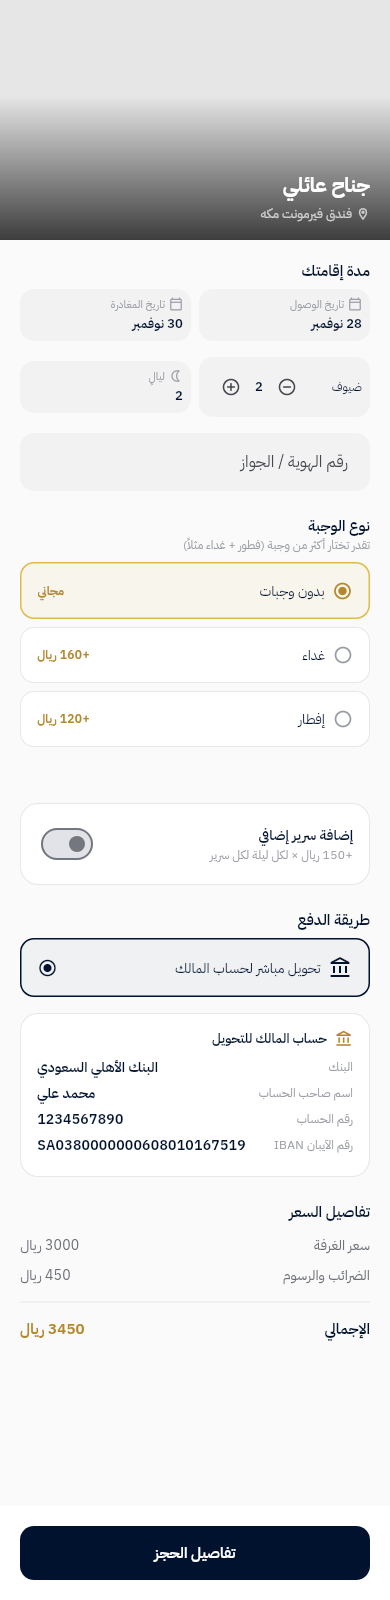 جناح عائلي
فندق فيرمونت مكه
مدة إقامتك
تاريخ الوصول
28 نوفمبر
تاريخ المغادرة
30 نوفمبر
ضيوف
2
ليالٍ
2
رقم الهوية / الجواز
نوع الوجبة
تقدر تختار أكثر من وجبة (فطور + غداء مثلاً)
بدون وجبات
مجاني
غداء
+160 ريال
إفطار
+120 ريال
إضافة سرير إضافي
+150 ريال × لكل ليلة لكل سرير
طريقة الدفع
تحويل مباشر لحساب المالك
حساب المالك للتحويل
البنك البنك الأهلي السعودي
اسم صاحب الحساب محمد علي
رقم الحساب 1234567890
رقم الآيبان IBAN SA0380000000608010167519
تفاصيل السعر
سعر الغرفة 3000 ريال
الضرائب والرسوم 450 ريال
الإجمالي 3450 ريال
تفاصيل الحجز